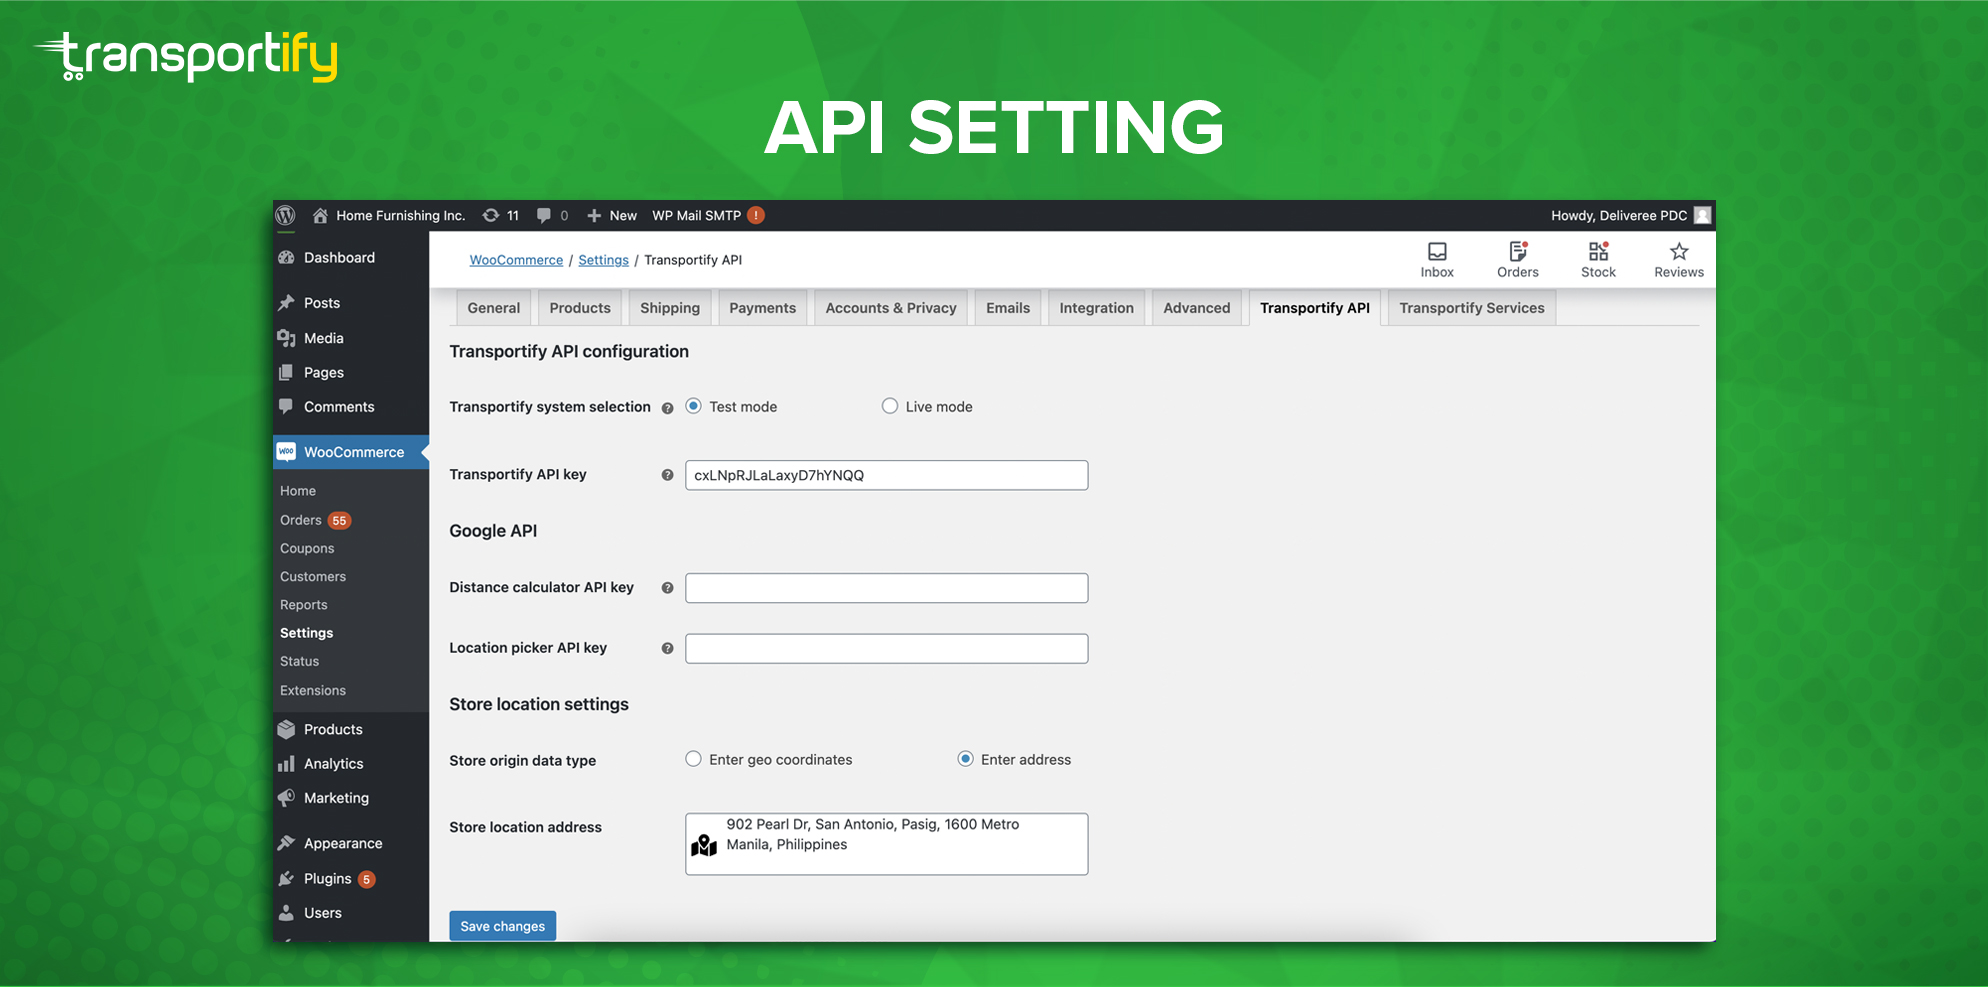 transportify
API SETTING
Home Furnishing Inc. 11 0 New WP Mail SMTP ! Howdy, Deliveree PDC
WooCommerce / Settings / Transportify API
Inbox Orders Stock Reviews
General Products Shipping Payments Accounts & Privacy Emails Integration Advanced Transportify API Transportify Services
Dashboard
Posts
Media
Pages
Comments
Woo WooCommerce
Home
Orders 55
Coupons
Customers
Reports
Settings
Status
Extensions
Products
Analytics
Marketing
Appearance
Plugins 5
Users
Transportify API configuration
Transportify system selection ? Test mode Live mode
Transportify API key ? cxLNpRJLaLaxyD7hYNQQ
Google API
Distance calculator API key ?
Location picker API key ?
Store location settings
Store origin data type Enter geo coordinates Enter address
Store location address 902 Pearl Dr, San Antonio, Pasig, 1600 Metro
Manila, Philippines
Save changes